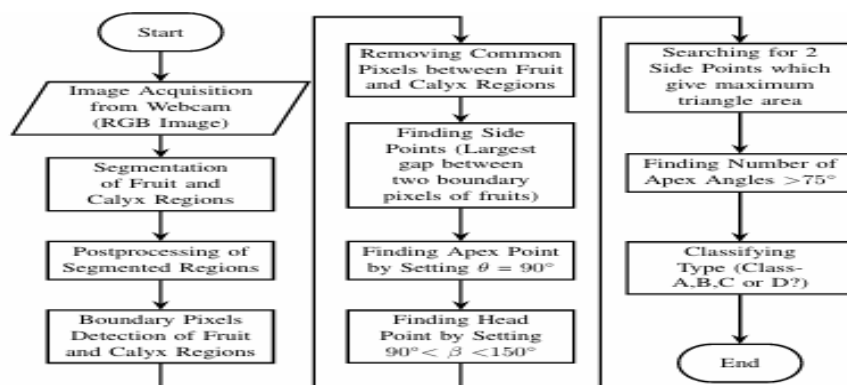 Start
Image Acquisition
from Webcam
(RGB Image)
Segmentation
of Fruit and
Calyx Regions
Postprocessing of
Segmented Regions
Boundary Pixels
Detection of Fruit
and Calyx Regions
Removing Common
Pixels between Fruit
and Calyx Regions
Finding Side
Points (Largest
gap between
two boundary
pixels of fruits)
Finding Apex Point
by Setting θ = 90°
Finding Head
Point by Setting
90°< β <150°
Searching for 2
Side Points which
give maximum
triangle area
Finding Number of
Apex Angles >75°
Classifying
Type (Class-
A,B,C or D?)
End